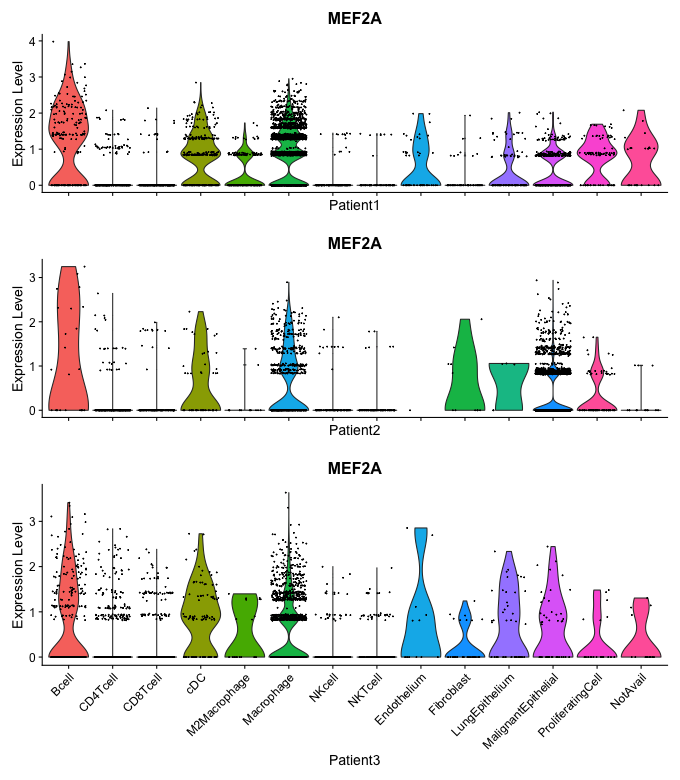 MEF2A
Expression Level
4
3
2
1
0
Patient1
MEF2A
Expression Level
3
2
1
0
Patient2
MEF2A
Expression Level
3
2
1
0
Bcell
CD4Tcell
CD8Tcell
cDC
M2Macrophage
Macrophage
NKcell
NKTcell
Endothelium
Fibroblast
LungEpithelium
MalignantEpithelial
ProliferatingCell
NotAvail
Patient3